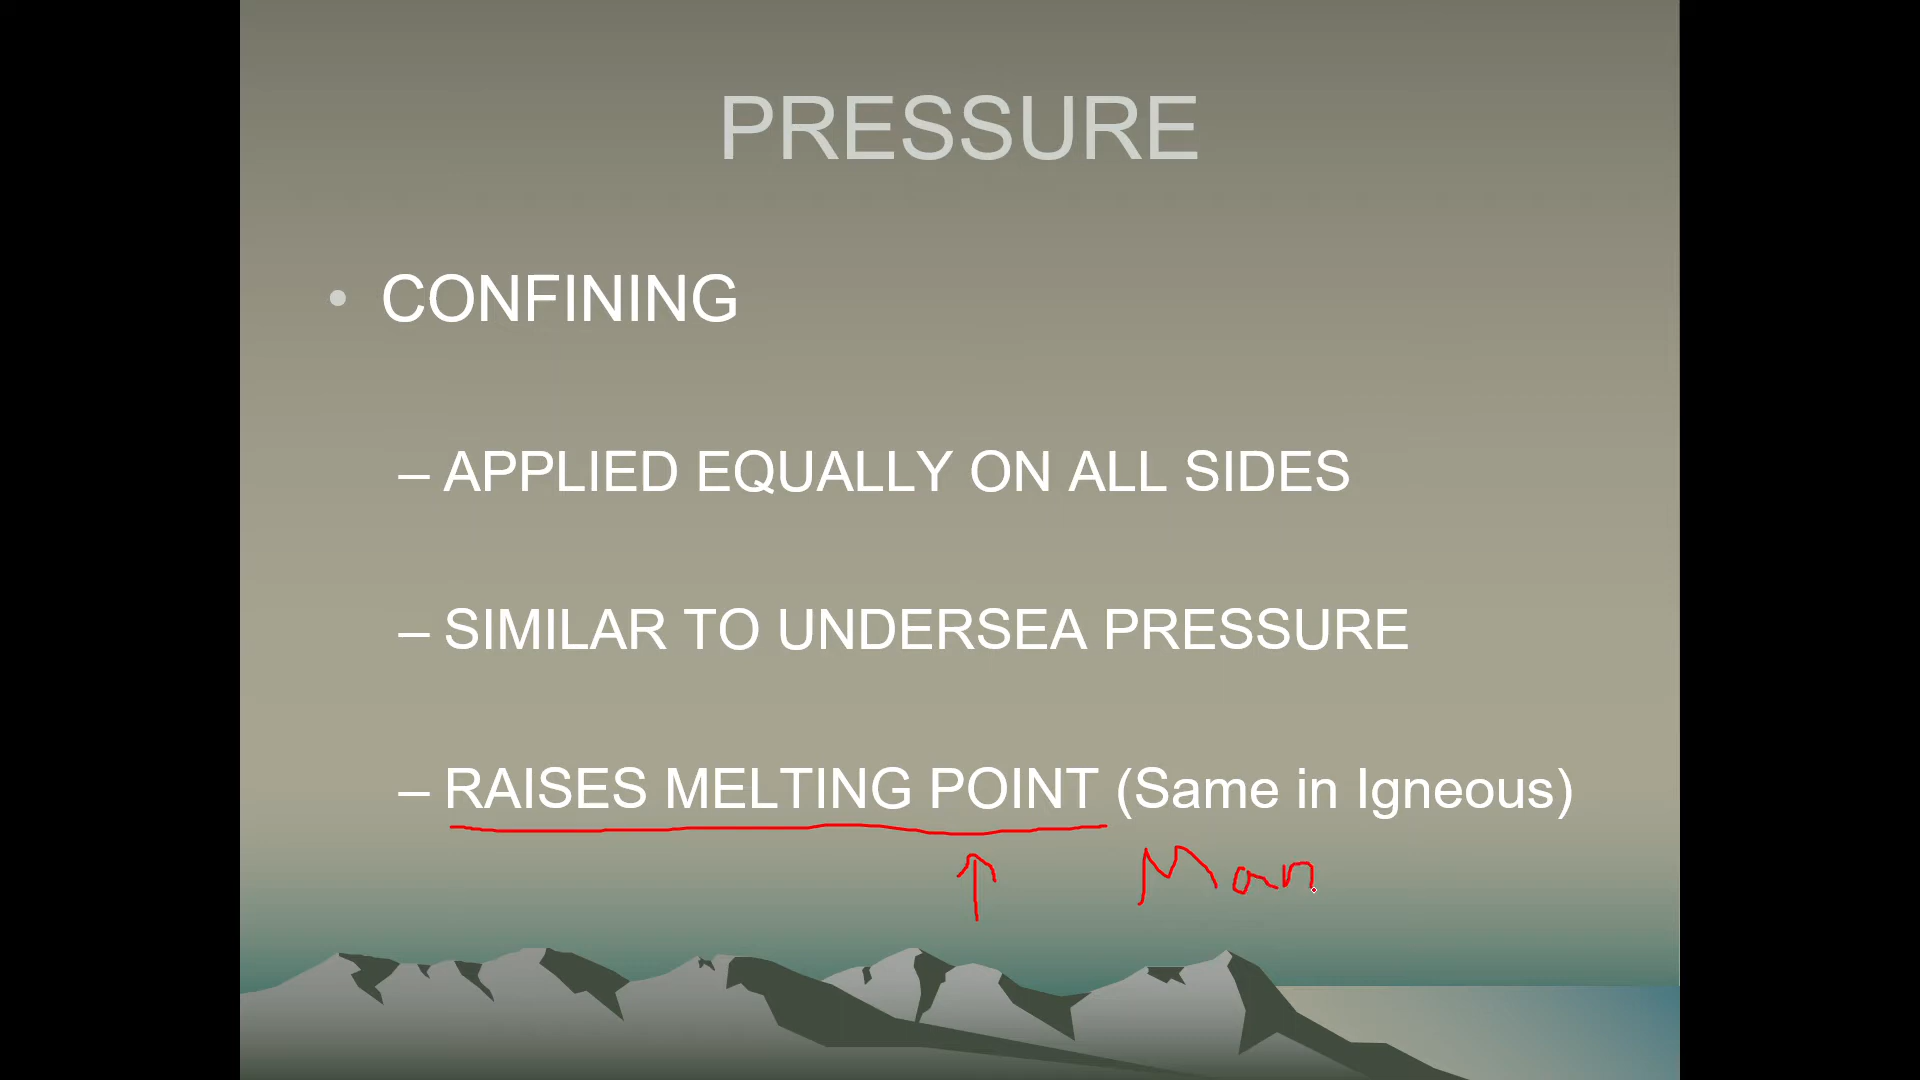 PRESSURE
• CONFINING
– APPLIED EQUALLY ON ALL SIDES
– SIMILAR TO UNDERSEA PRESSURE
– RAISES MELTING POINT (Same in Igneous)
↑ Man